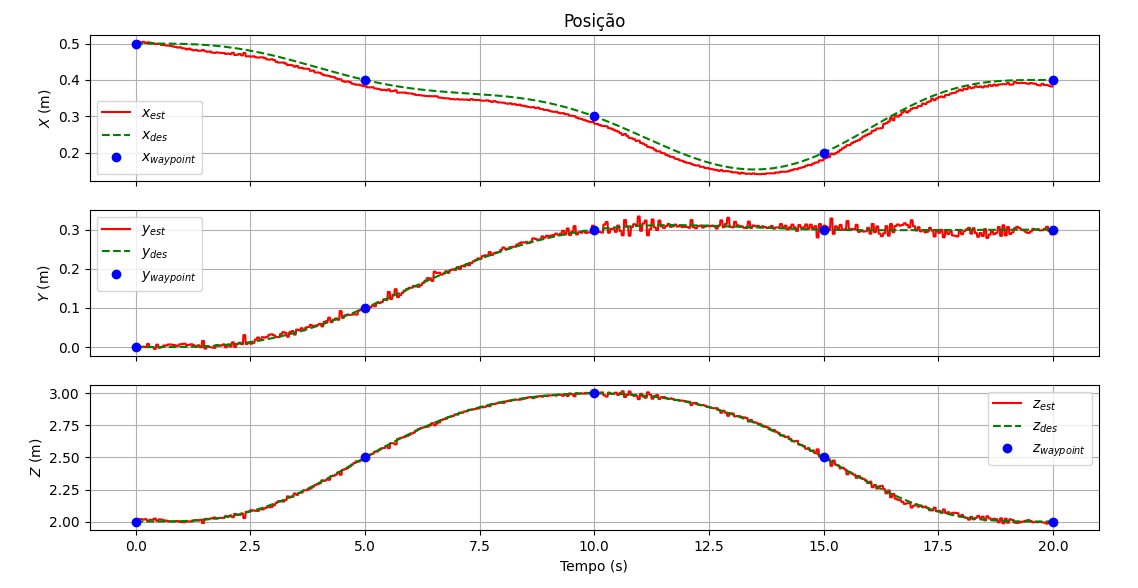 Posição
X (m)
0.5
0.4
0.3
0.2
x_est
x_des
x_waypoint
Y (m)
0.3
0.2
0.1
0.0
y_est
y_des
y_waypoint
Z (m)
3.00
2.75
2.50
2.25
2.00
z_est
z_des
z_waypoint
0.0 2.5 5.0 7.5 10.0 12.5 15.0 17.5 20.0
Tempo (s)